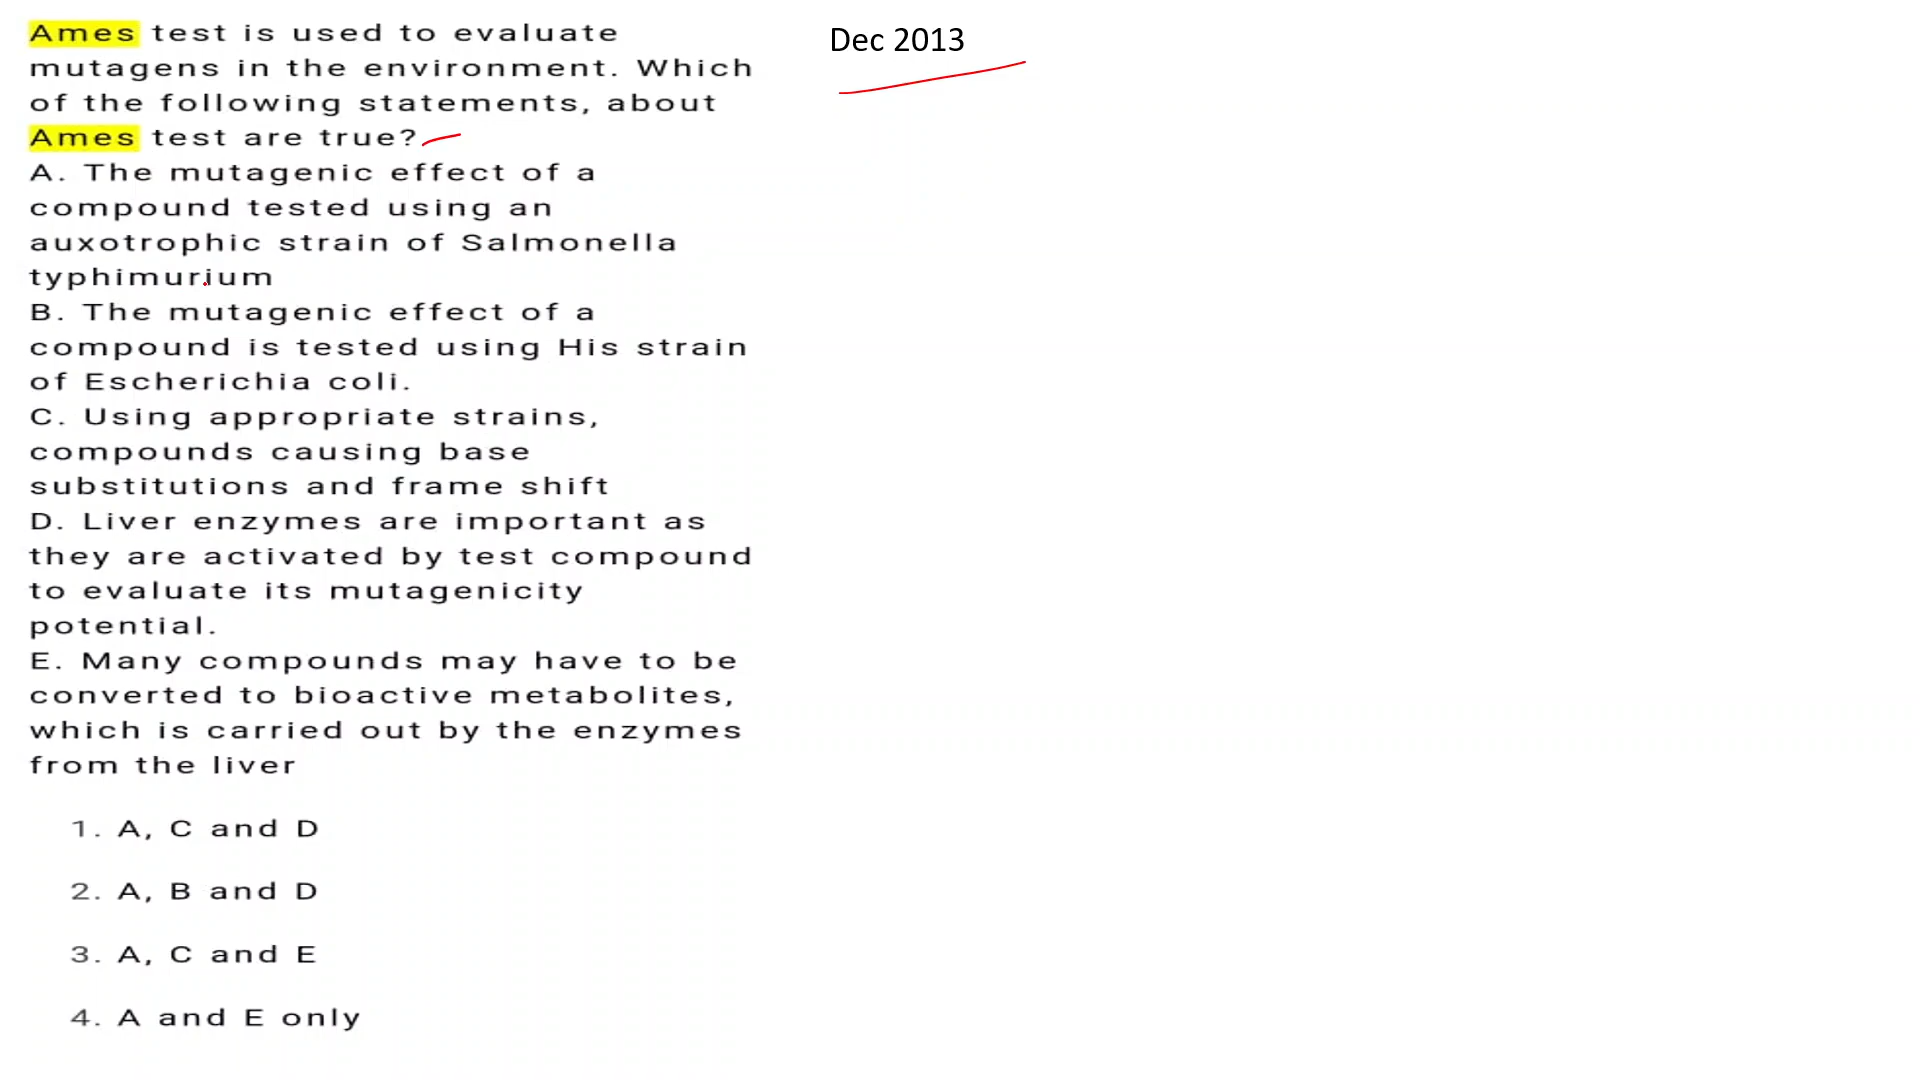 Ames test is used to evaluate
mutagens in the environment. Which
of the following statements, about
Ames test are true?
A. The mutagenic effect of a
compound tested using an
auxotrophic strain of Salmonella
typhimurium
B. The mutagenic effect of a
compound is tested using His strain
of Escherichia coli.
C. Using appropriate strains,
compounds causing base
substitutions and frame shift
D. Liver enzymes are important as
they are activated by test compound
to evaluate its mutagenicity
potential.
E. Many compounds may have to be
converted to bioactive metabolites,
which is carried out by the enzymes
from the liver
1. A, C and D
2. A, B and D
3. A, C and E
4. A and E only
Dec 2013